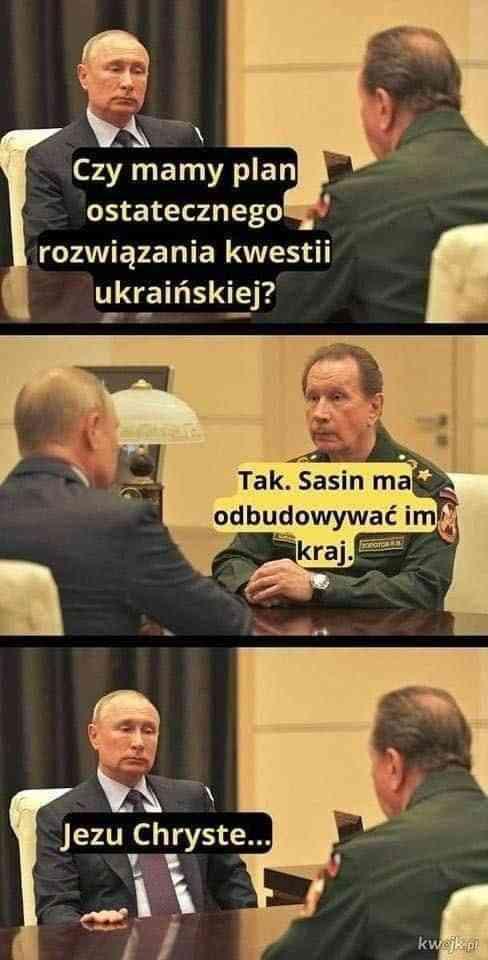 Czy mamy plan
ostatecznego
rozwiązania kwestii
ukraińskiej?
Tak. Sasin ma
odbudowywać im
kraj.
Jezu Chryste...
kwejk.pl